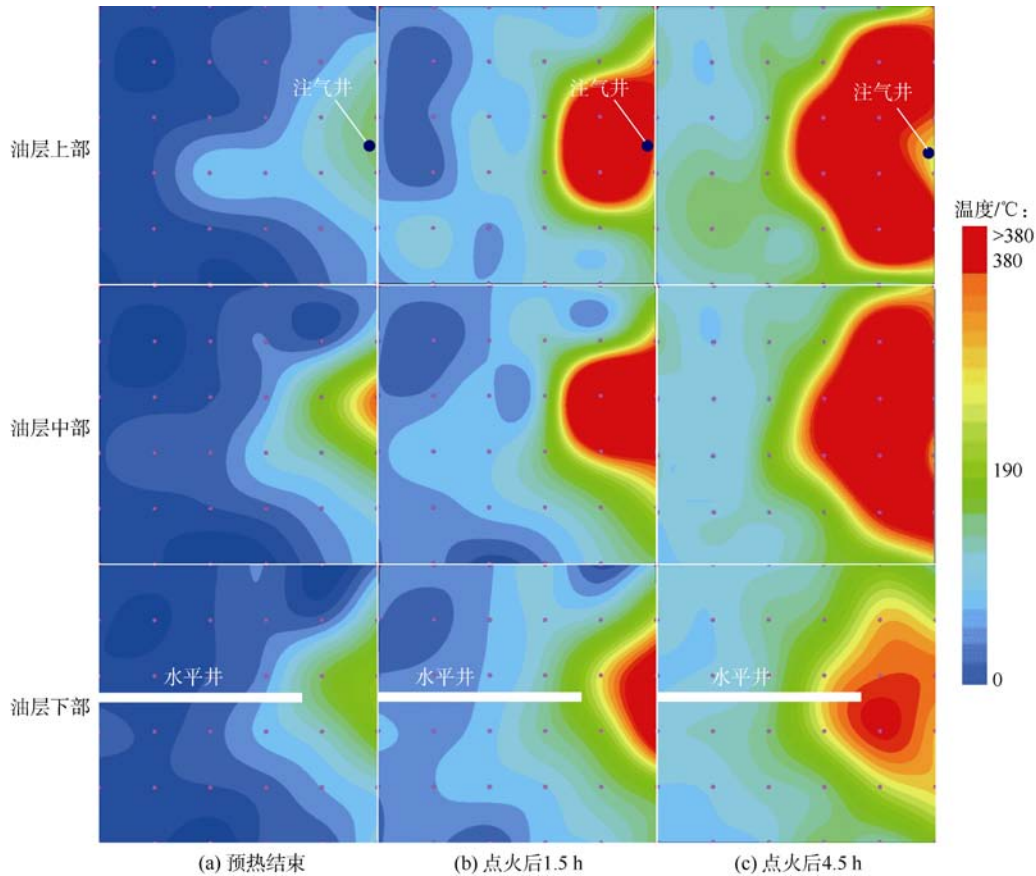 注气井
注气井
注气井
油层上部
温度/℃:
>380
380
油层中部
190
水平井
水平井
水平井
油层下部
0
(a) 预热结束
(b) 点火后1.5 h
(c) 点火后4.5 h